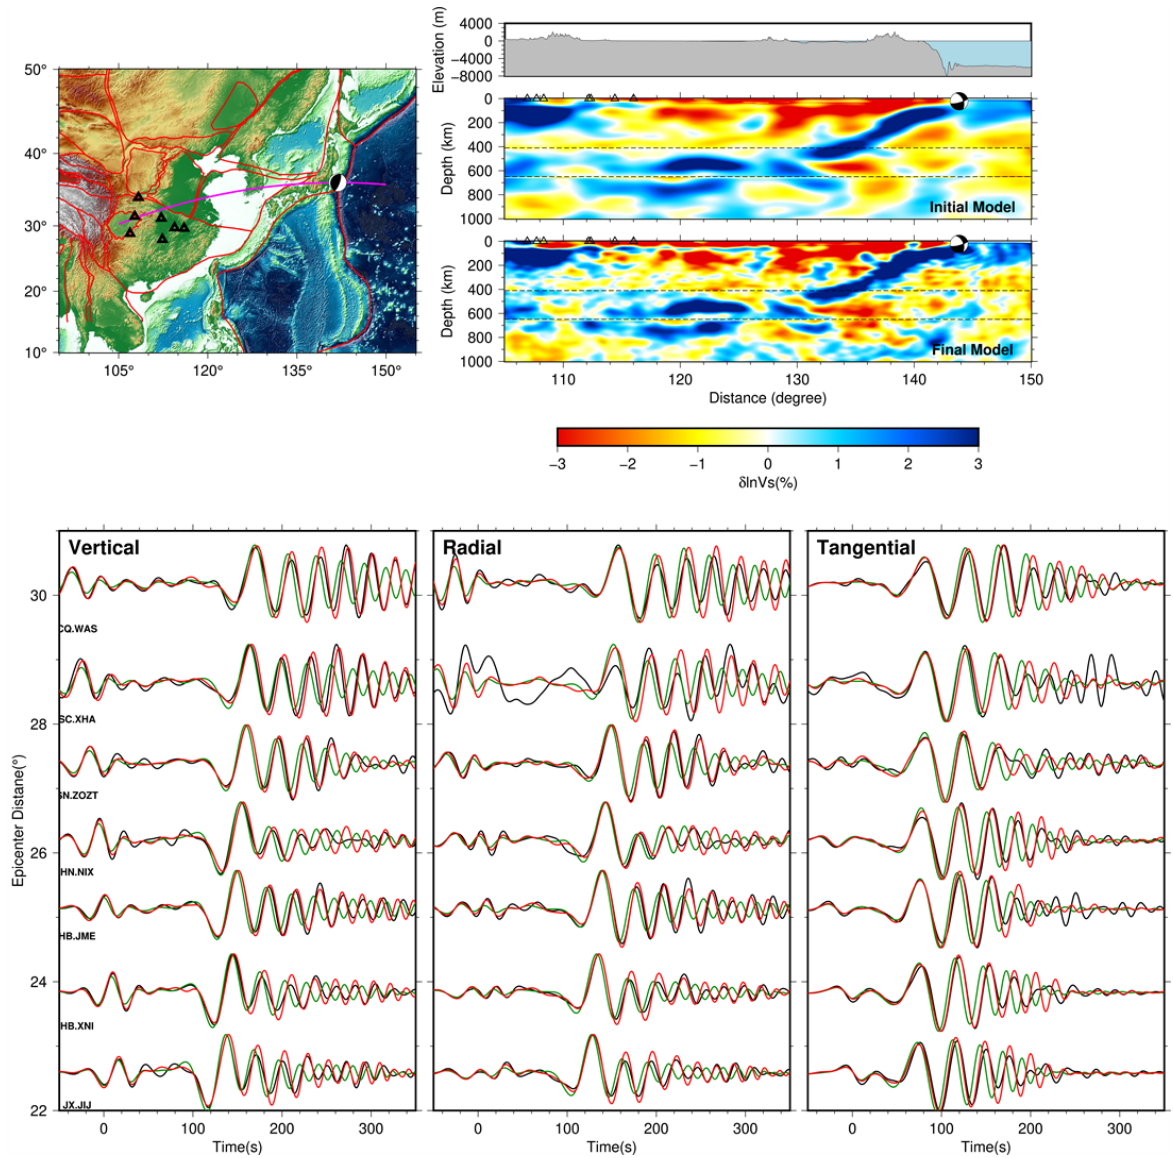 50°
40°
30°
20°
10°
105°
120°
135°
150°
Elevation (m)
4000
0
−4000
−8000
Depth (km)
0
200
400
600
800
1000
Initial Model
Depth (km)
0
200
400
600
800
1000
Final Model
110
120
130
140
150
Distance (degree)
−3
−2
−1
0
1
2
3
δlnVs(%)
Vertical
Radial
Tangential
Epicenter Distane(°)
30
28
26
24
22
CQ.WAS
SC.XHA
SN.ZOZT
HN.NIX
HB.JME
HB.XNI
JX.JIJ
0
100
200
300
Time(s)
0
100
200
300
Time(s)
0
100
200
300
Time(s)